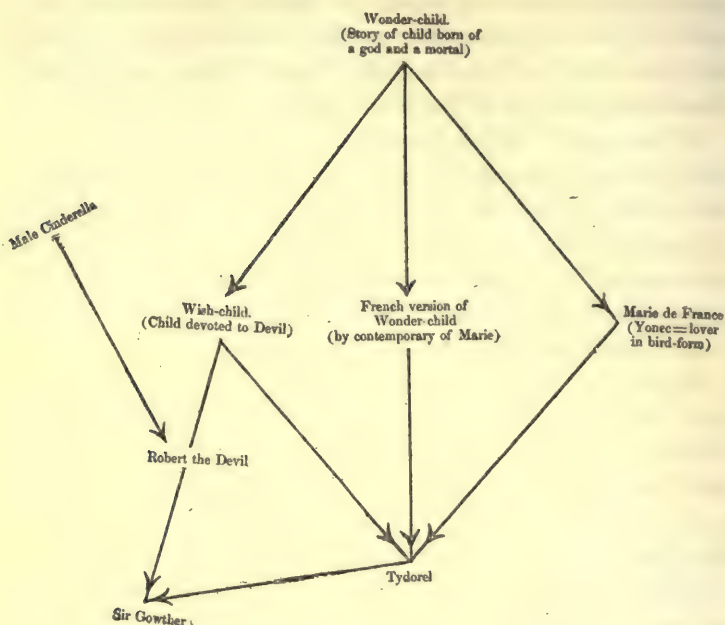 Wonder-child.
(Story of child born of
a god and a mortal)
Male Cinderella
Wish-child.
(Child devoted to Devil)
French version of
Wonder-child
(by contemporary of Marie)
Marie de France
(Yonec=lover
in bird-form)
Robert the Devil
Tydorel
Sir Gowther.